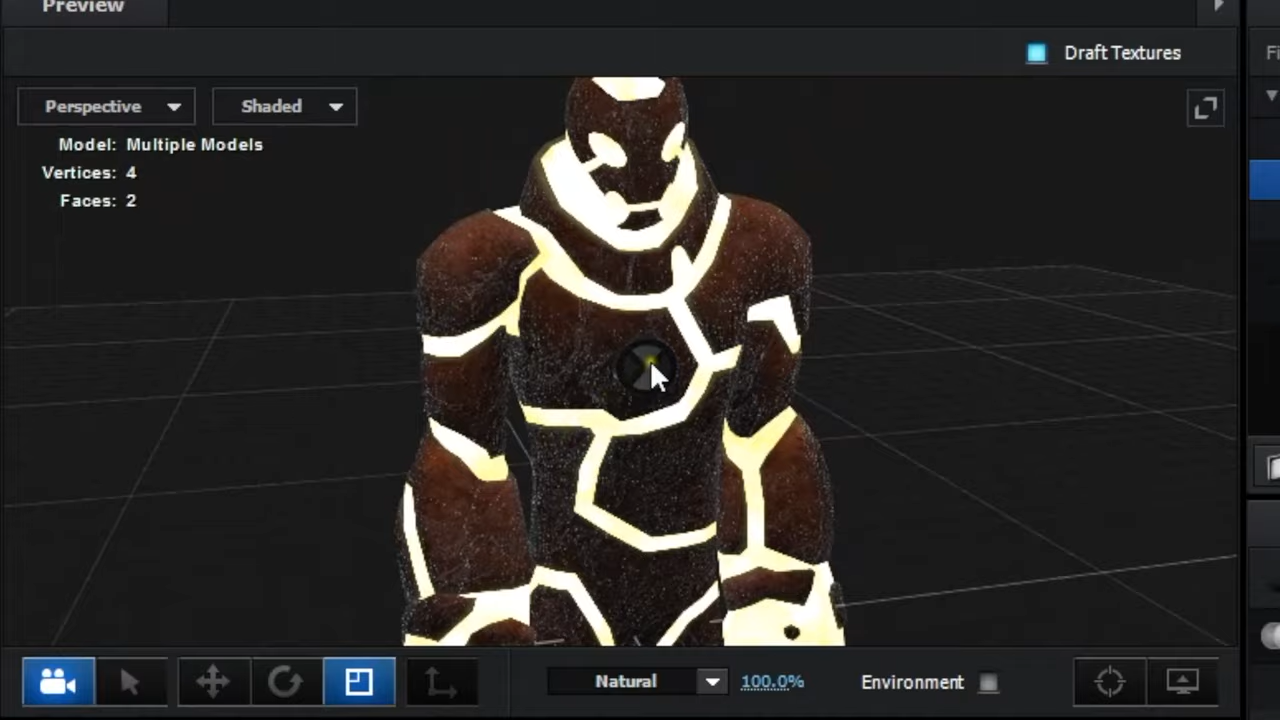 Preview
Draft Textures
Perspective
Shaded
Model: Multiple Models
Vertices: 4
Faces: 2
Natural
100.0%
Environment